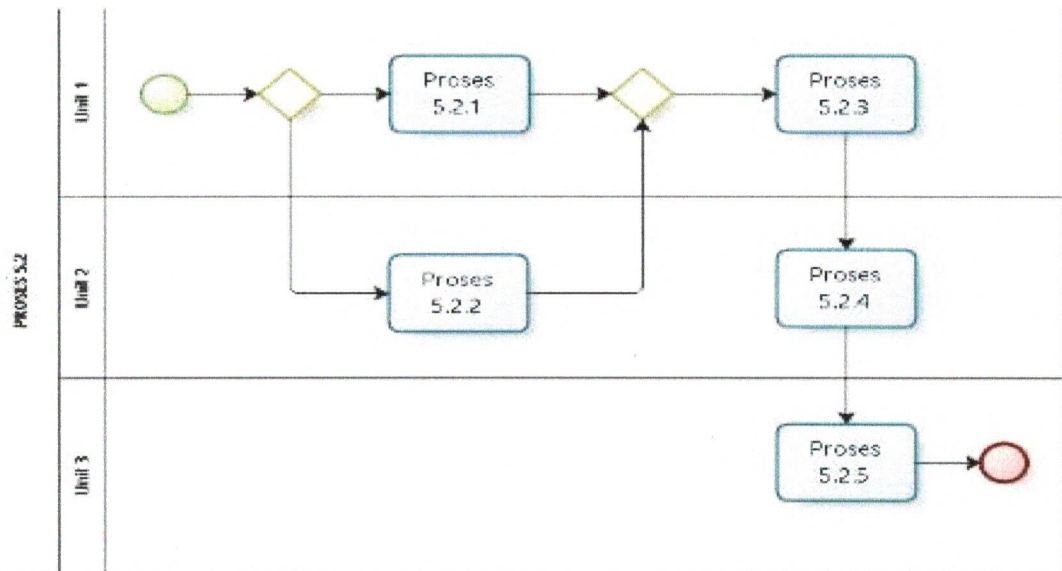 PROSES 5.2
Unit 1
Proses
5.2.1
Proses
5.2.3
Unit 2
Proses
5.2.2
Proses
5.2.4
Unit 3
Proses
5.2.5